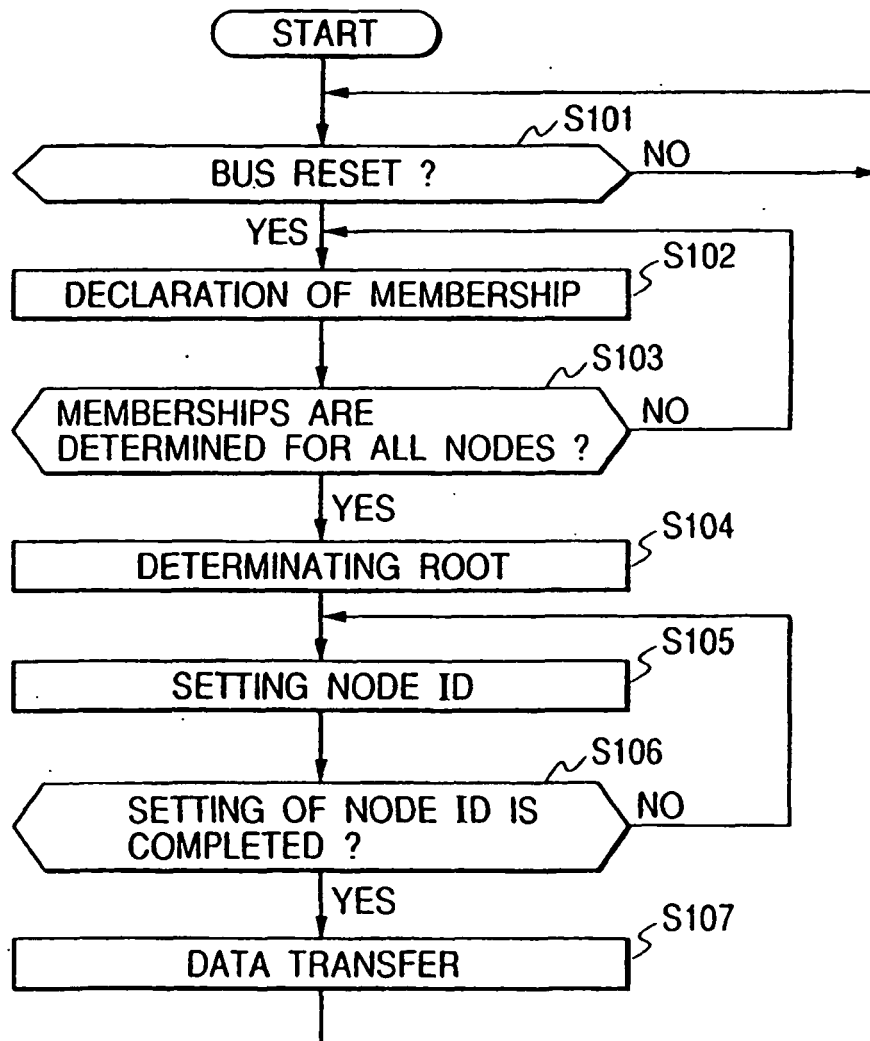 START
S101
BUS RESET ?
NO
YES
S102
DECLARATION OF MEMBERSHIP
S103
MEMBERSHIPS ARE
DETERMINED FOR ALL NODES ?
NO
YES
S104
DETERMINATING ROOT
S105
SETTING NODE ID
S106
SETTING OF NODE ID IS
COMPLETED ?
NO
YES
S107
DATA TRANSFER